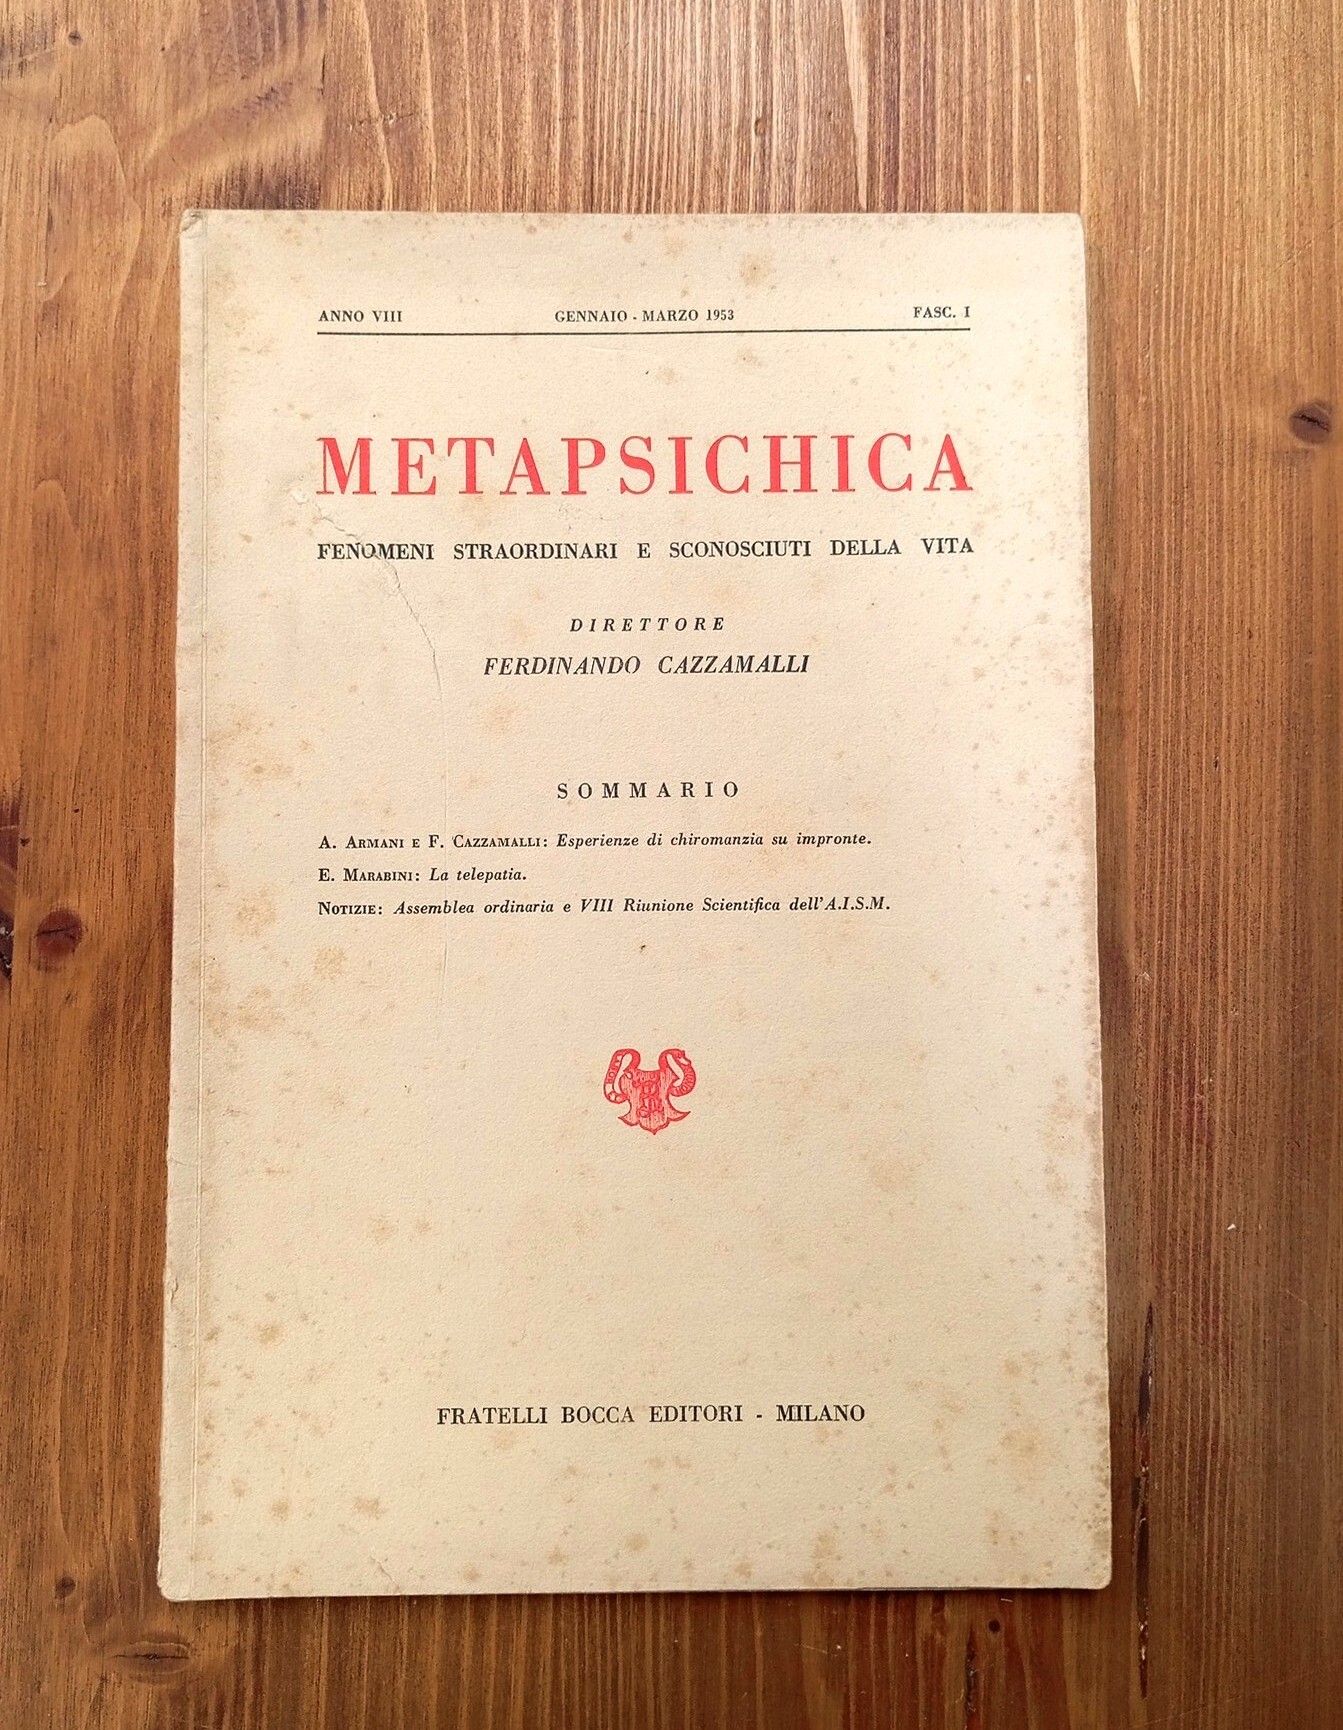 ANNO VIII GENNAIO - MARZO 1953 FASC. I
METAPSICHICA
FENOMENI STRAORDINARI E SCONOSCIUTI DELLA VITA
DIRETTORE
FERDINANDO CAZZAMALLI
SOMMARIO
A. ARMANI E F. CAZZAMALLI: Esperienze di chiromanzia su impronte.
E. MARABINI: La telepatia.
NOTIZIE: Assemblea ordinaria e VIII Riunione Scientifica dell'A.I.S.M.
FRATELLI BOCCA EDITORI - MILANO